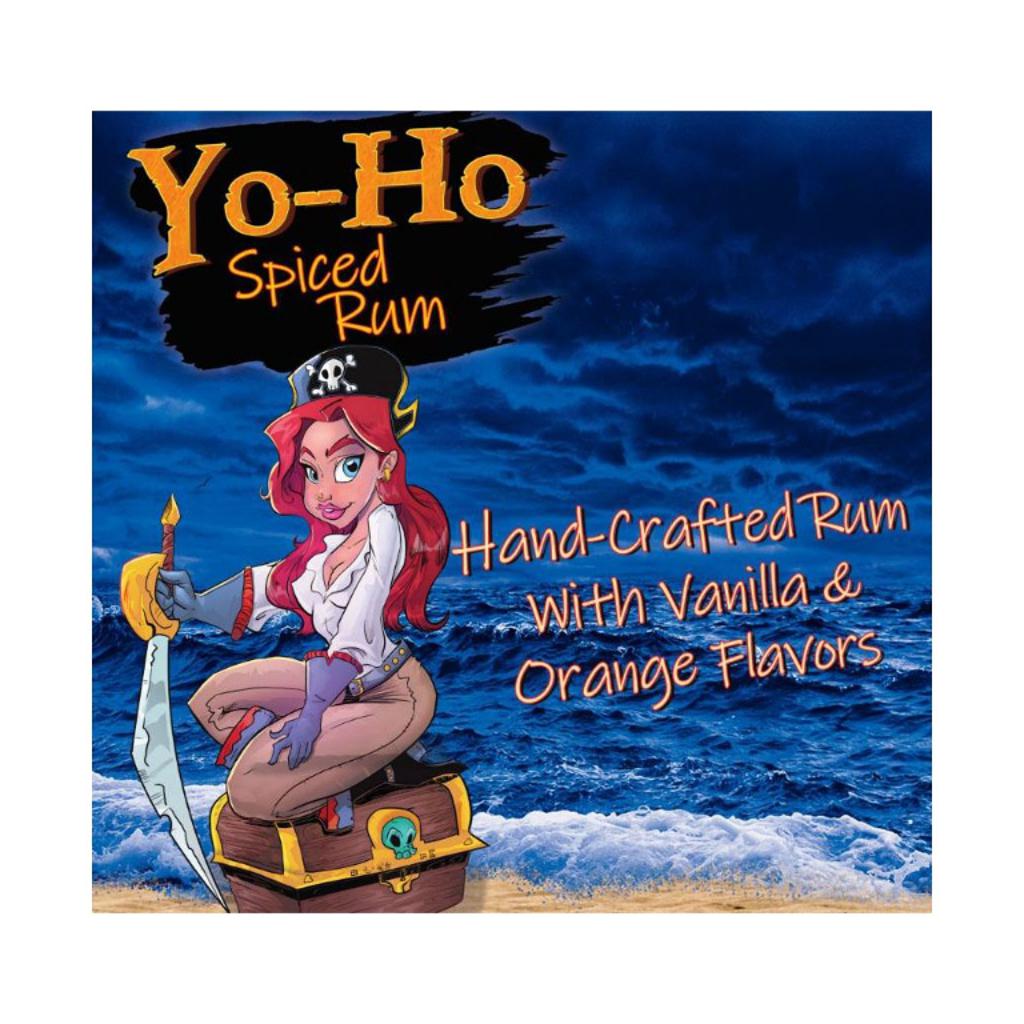 Yo-Ho
Spiced
Rum
Hand-Crafted Rum
With Vanilla &
Orange Flavors